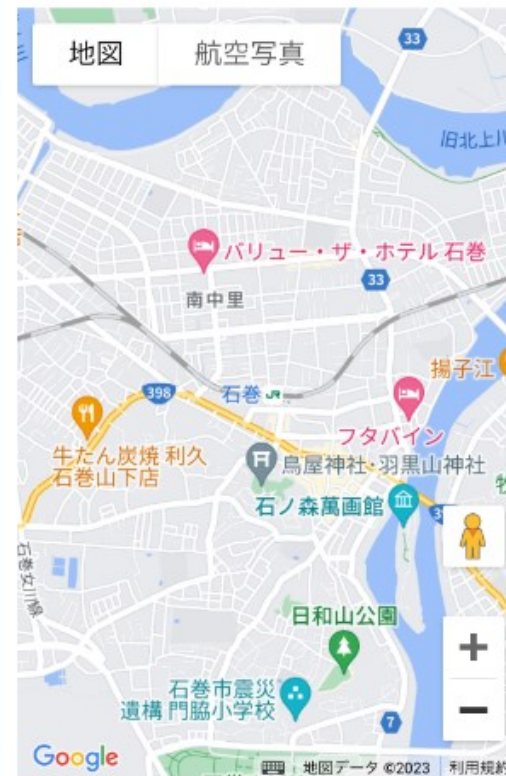 地図
航空写真
33
旧北上川
バリュー・ザ・ホテル 石巻
南中里
33
揚子江
398
石巻
JR
フタバイン
牛たん炭焼 利久
石巻山下店
鳥屋神社・羽黒山神社
石ノ森萬画館
石巻女川線
日和山公園
石巻市震災
遺構 門脇小学校
7
+
−
Google
地図データ ©2023
利用規約